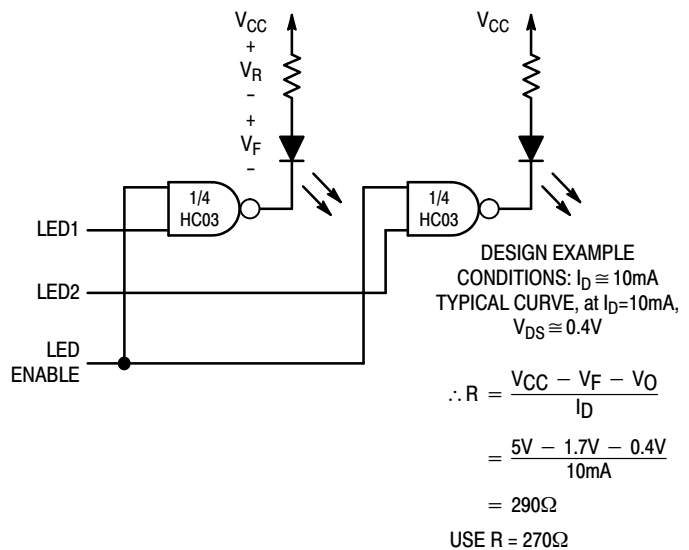 VCC
+
VR
−
+
VF
−
1/4
HC03
LED1
LED2
LED
ENABLE
VCC
1/4
HC03
DESIGN EXAMPLE
CONDITIONS: ID ≅ 10mA
TYPICAL CURVE, at ID=10mA,
VDS ≅ 0.4V
∴ R = VCC − VF − VO
ID
= 5V − 1.7V − 0.4V
10mA
= 290Ω
USE R = 270Ω